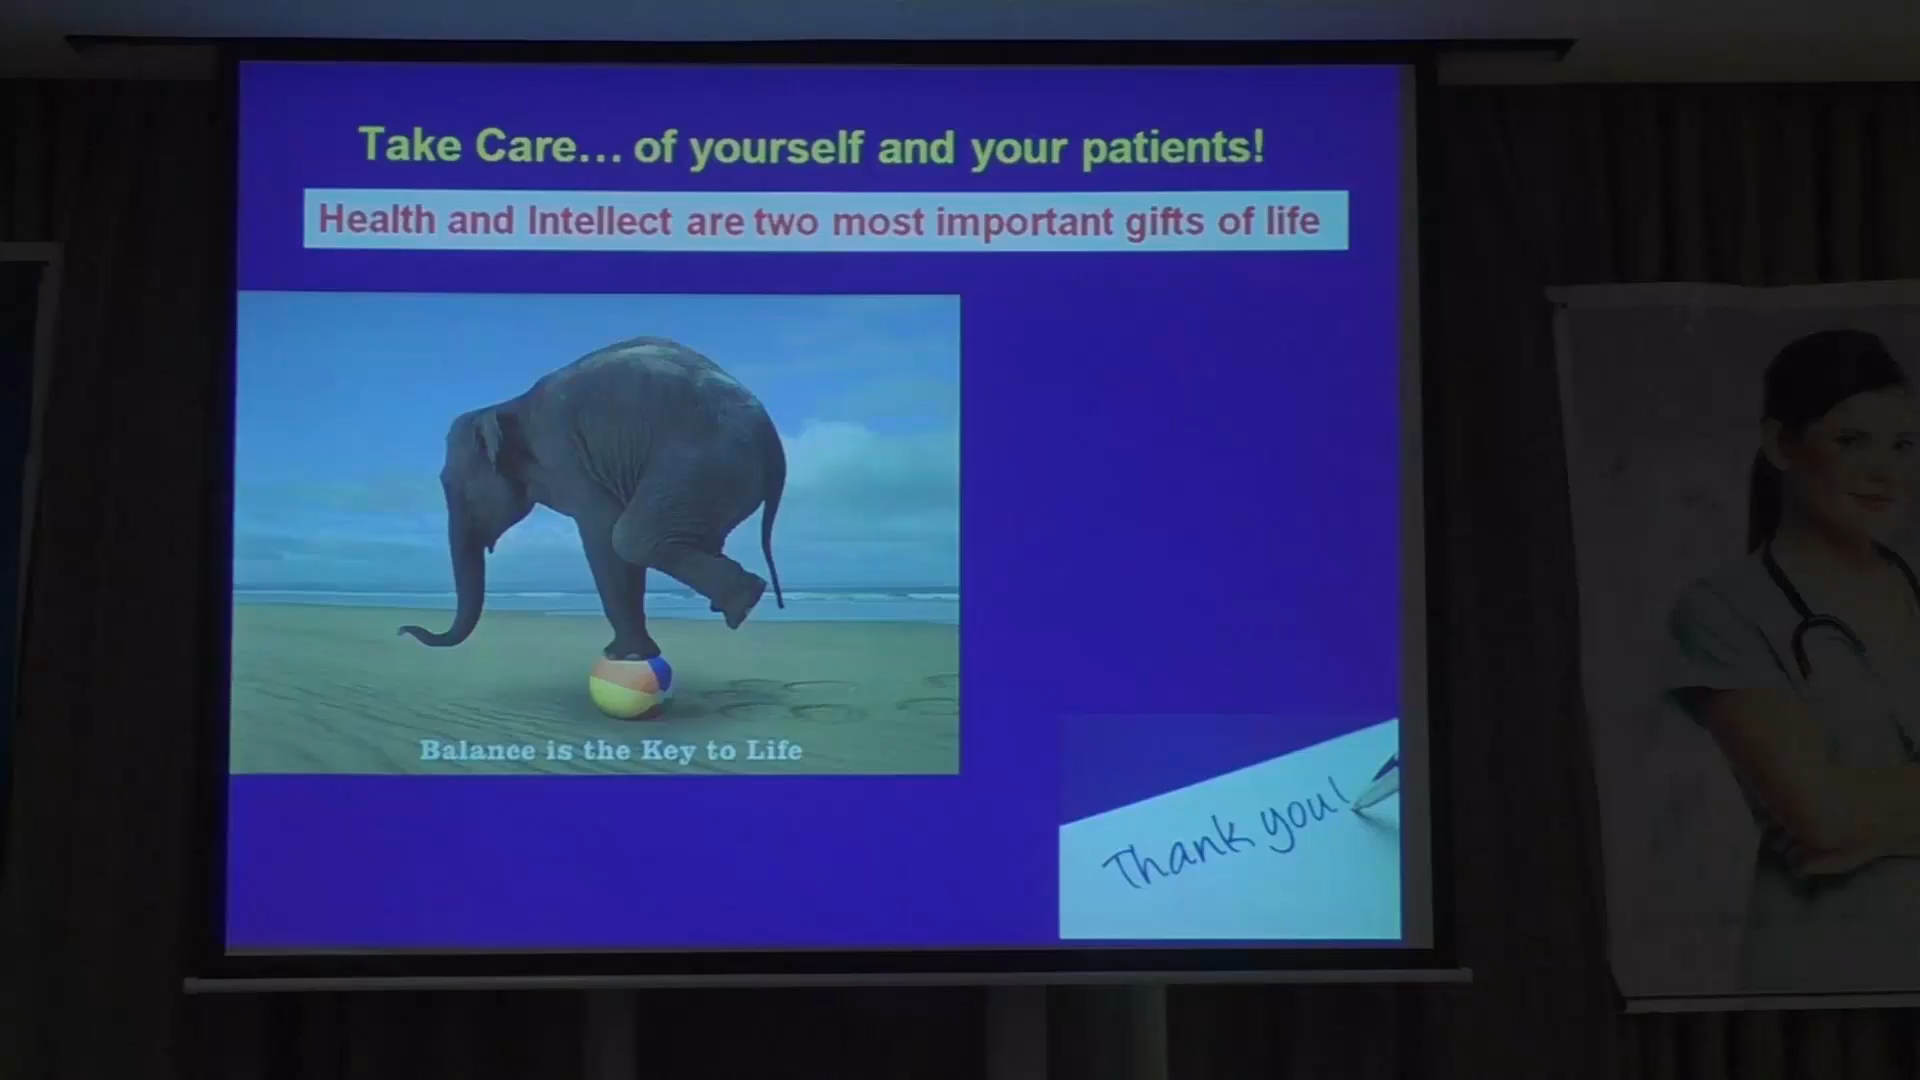 Take Care... of yourself and your patients!
Health and Intellect are two most important gifts of life
Balance is the Key to Life
Thank you!